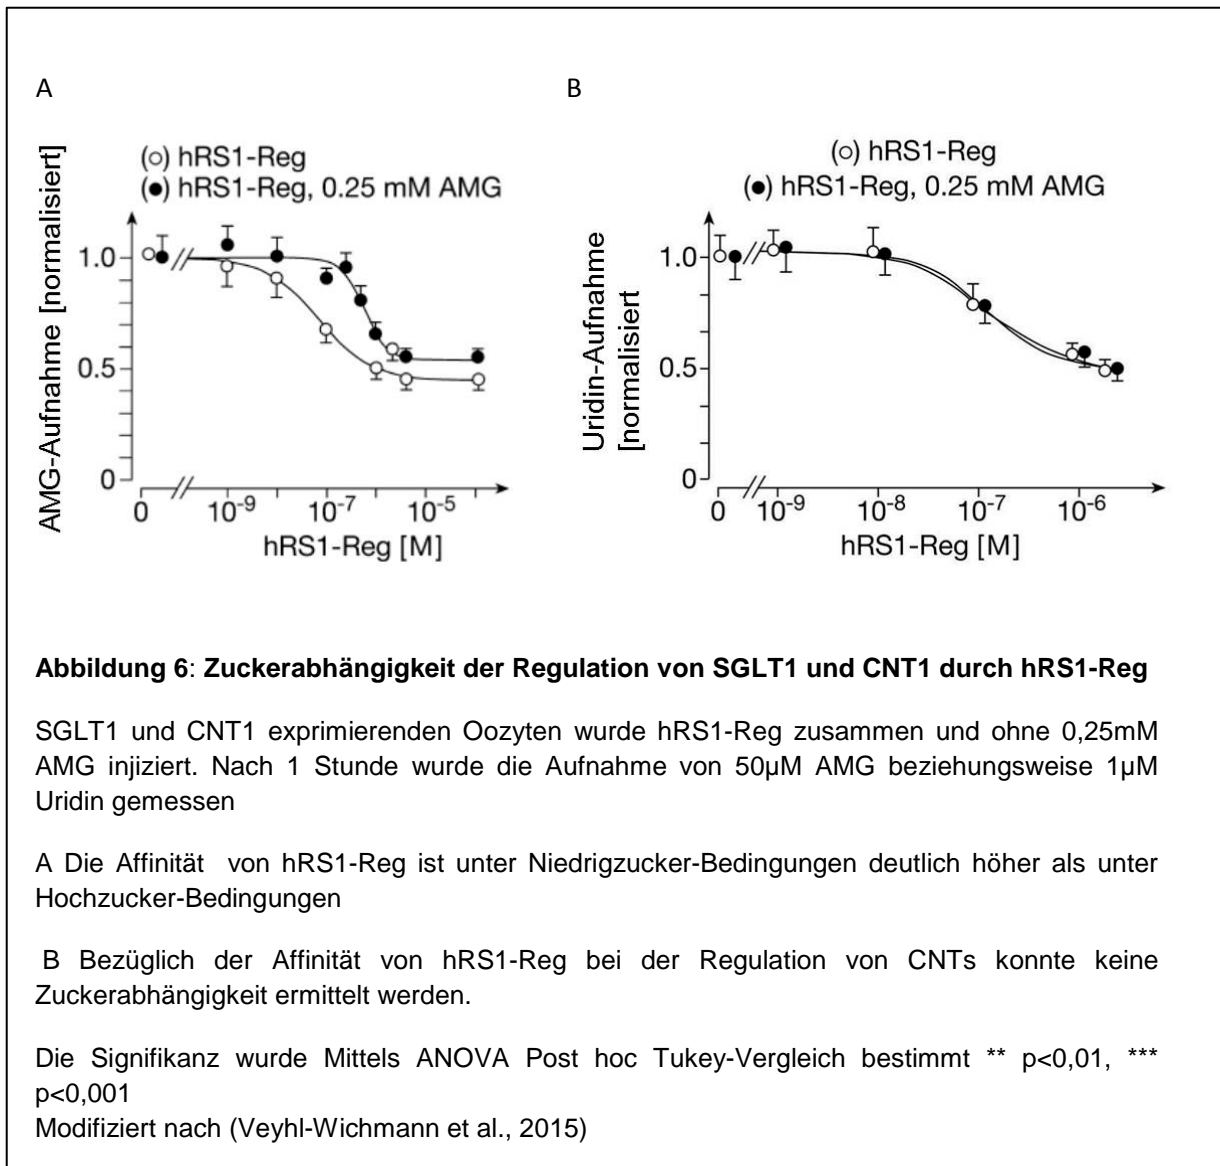 A
B
(○) hRS1-Reg
(●) hRS1-Reg, 0.25 mM AMG
AMG-Aufnahme [normalisiert]
1.0
0.5
0
0
10⁻⁹
10⁻⁷
10⁻⁵
hRS1-Reg [M]
(○) hRS1-Reg
(●) hRS1-Reg, 0.25 mM AMG
Uridin-Aufnahme
[normalisiert
1.0
0.5
0
0
10⁻⁹
10⁻⁸
10⁻⁷
10⁻⁶
hRS1-Reg [M]
Abbildung 6: Zuckerabhängigkeit der Regulation von SGLT1 und CNT1 durch hRS1-Reg
SGLT1 und CNT1 exprimierenden Oozyten wurde hRS1-Reg zusammen und ohne 0,25mM
AMG injiziert. Nach 1 Stunde wurde die Aufnahme von 50µM AMG beziehungsweise 1µM
Uridin gemessen
A Die Affinität von hRS1-Reg ist unter Niedrigzucker-Bedingungen deutlich höher als unter
Hochzucker-Bedingungen
B Bezüglich der Affinität von hRS1-Reg bei der Regulation von CNTs konnte keine
Zuckerabhängigkeit ermittelt werden.
Die Signifikanz wurde Mittels ANOVA Post hoc Tukey-Vergleich bestimmt ** p<0,01, ***
p<0,001
Modifiziert nach (Veyhl-Wichmann et al., 2015)